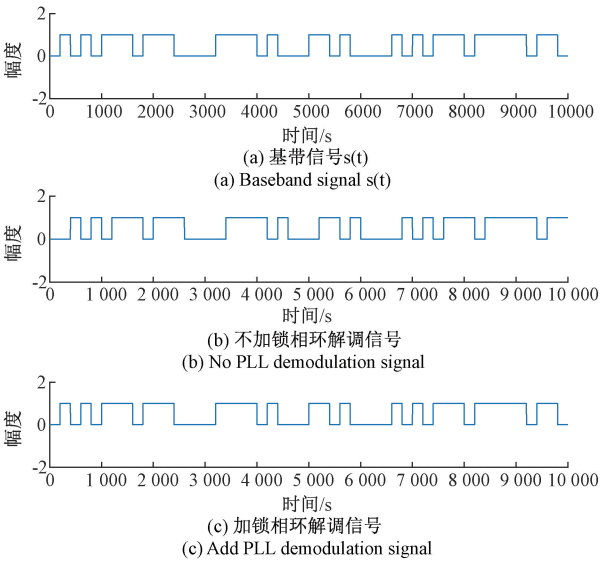 2
0
-2
幅度
0 1000 2000 3000 4000 5000 6000 7000 8000 9000 10000
时间/s
(a) 基带信号s(t)
(a) Baseband signal s(t)
2
0
-2
幅度
0 1 000 2 000 3 000 4 000 5 000 6 000 7 000 8 000 9 000 10 000
时间/s
(b) 不加锁相环解调信号
(b) No PLL demodulation signal
2
0
-2
幅度
0 1 000 2 000 3 000 4 000 5 000 6 000 7 000 8 000 9 000 10 000
时间/s
(c) 加锁相环解调信号
(c) Add PLL demodulation signal